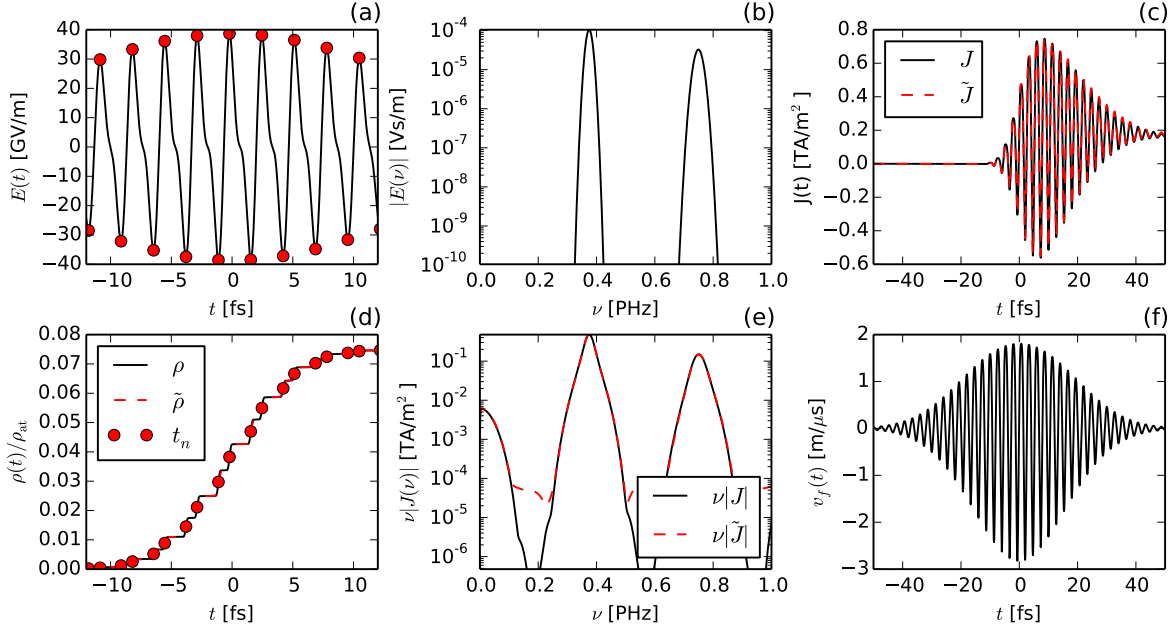 (a)
E(t) [GV/m]
40
30
20
10
0
−10
−20
−30
−40
−10 −5 0 5 10
t [fs]
(b)
|E(ν)| [Vs/m]
10⁻⁴
10⁻⁵
10⁻⁶
10⁻⁷
10⁻⁸
10⁻⁹
10⁻¹⁰
0.0 0.2 0.4 0.6 0.8 1.0
ν [PHz]
(c)
J(t) [TA/m²]
0.8
0.6
0.4
0.2
0.0
−0.2
−0.4
−0.6
J
J̃
−40 −20 0 20 40
t [fs]
(d)
ρ(t)/ρ_at
0.08
0.07
0.06
0.05
0.04
0.03
0.02
0.01
0.00
ρ
ρ̃
tₙ
−10 −5 0 5 10
t [fs]
(e)
ν|J(ν)| [TA/m²]
10⁻¹
10⁻²
10⁻³
10⁻⁴
10⁻⁵
10⁻⁶
ν|J|
ν|J̃|
0.0 0.2 0.4 0.6 0.8 1.0
ν [PHz]
(f)
v_f(t) [m/μs]
2
1
0
−1
−2
−3
−40 −20 0 20 40
t [fs]